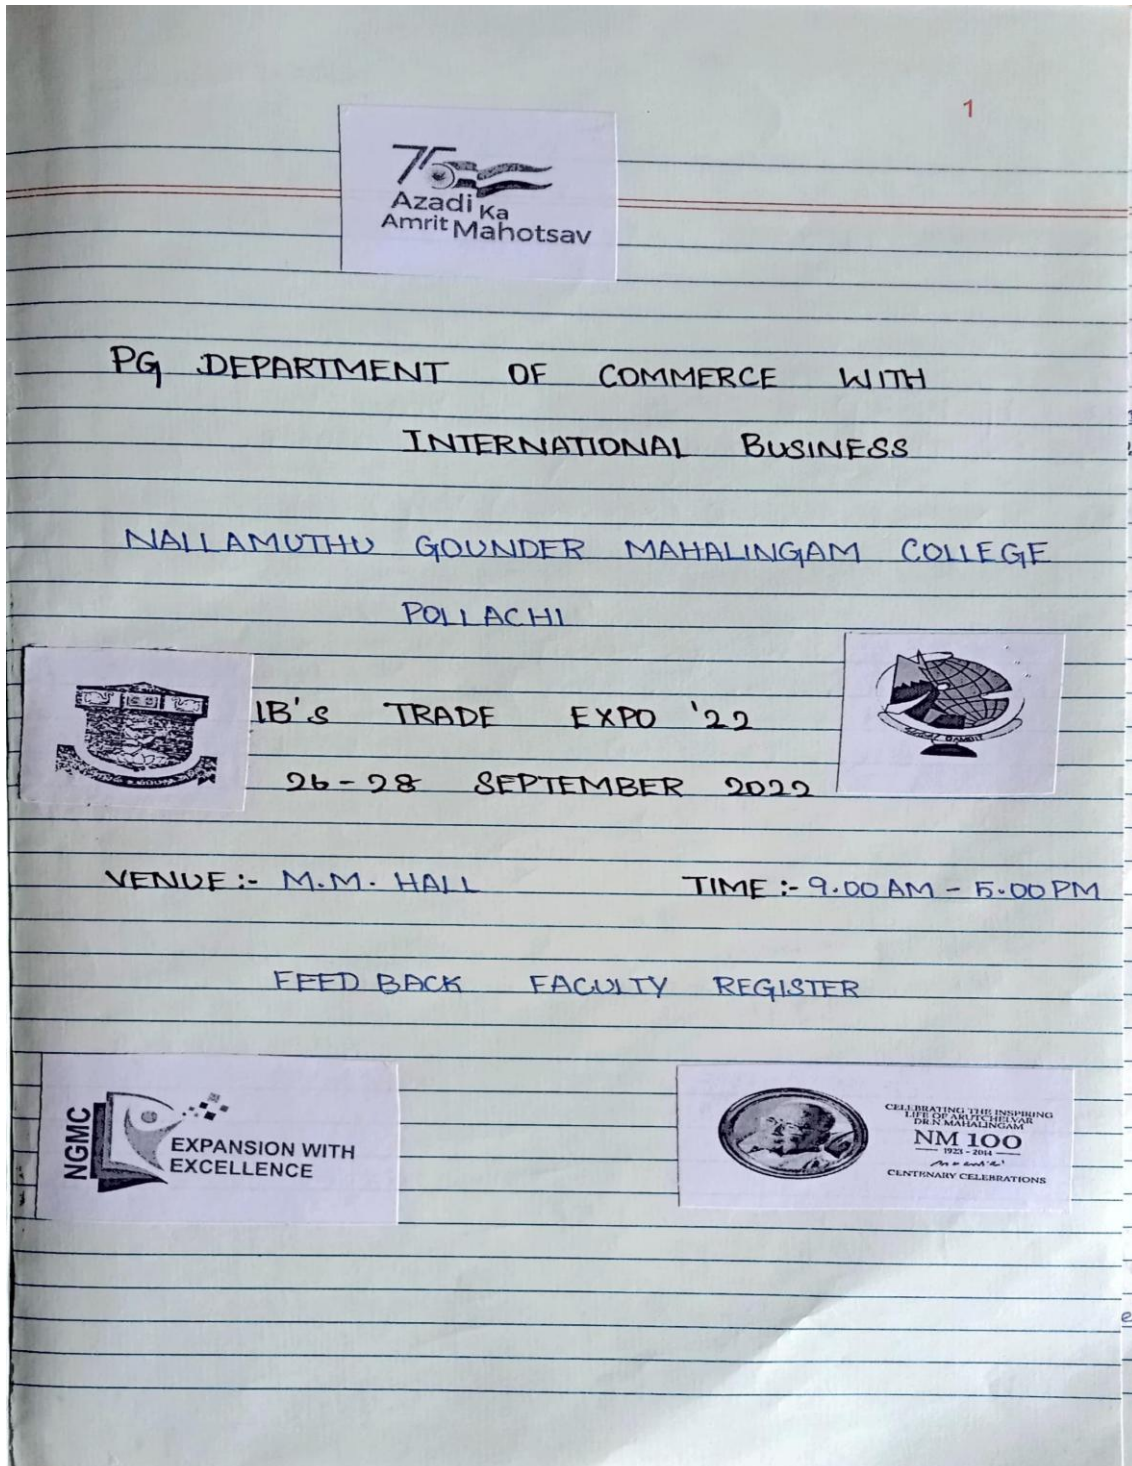 1
75
Azadi Ka
Amrit Mahotsav
PG DEPARTMENT OF COMMERCE WITH
INTERNATIONAL BUSINESS
NALLAMUTHU GOUNDER MAHALINGAM COLLEGE
POLLACHI
IB's TRADE EXPO '22
26-28 SEPTEMBER 2022
VENUE:- M.M. HALL TIME:- 9.00 AM - 5.00 PM
FEED BACK FACULTY REGISTER
NGMC
EXPANSION WITH
EXCELLENCE
CELEBRATING THE INSPIRING
LIFE OF ARUTCHELVAR
DR.N.MAHALINGAM
NM 100
1923 - 2014
CENTENARY CELEBRATIONS